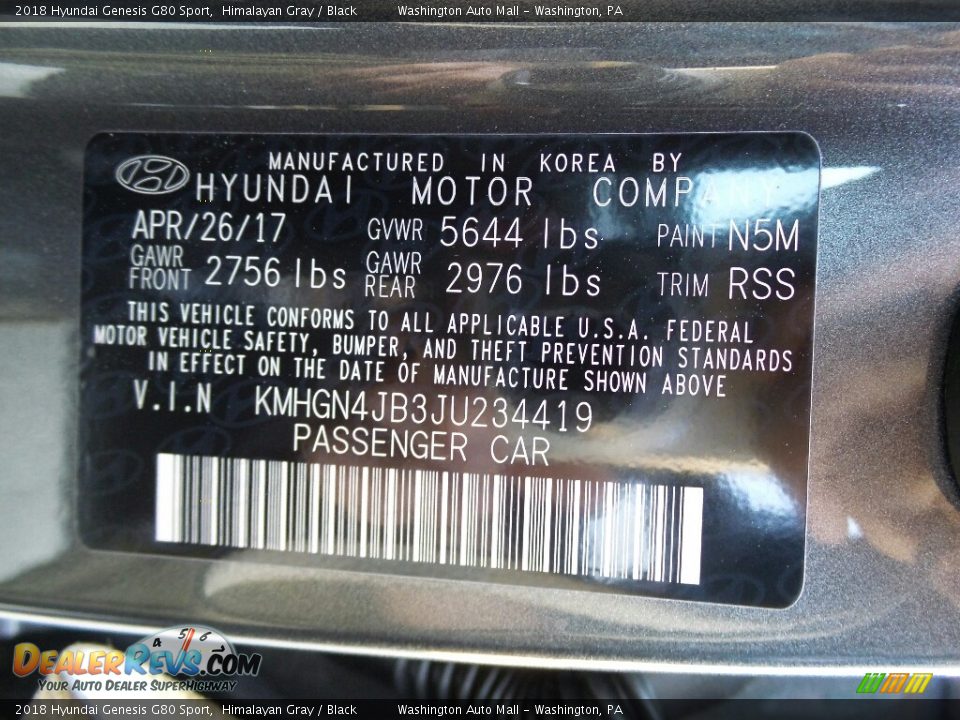 2018 Hyundai Genesis G80 Sport, Himalayan Gray / Black Washington Auto Mall - Washington, PA
MANUFACTURED IN KOREA BY
HYUNDAI MOTOR COMPANY
APR/26/17 GVWR 5644 lbs PAINT N5M
GAWR FRONT 2756 lbs GAWR REAR 2976 lbs TRIM RSS
THIS VEHICLE CONFORMS TO ALL APPLICABLE U.S.A. FEDERAL
MOTOR VEHICLE SAFETY, BUMPER, AND THEFT PREVENTION STANDARDS
IN EFFECT ON THE DATE OF MANUFACTURE SHOWN ABOVE
V.I.N KMHGN4JB3JU234419
PASSENGER CAR
4 5 6
DEALERREVS.COM
YOUR AUTO DEALER SUPERHIGHWAY
2018 Hyundai Genesis G80 Sport, Himalayan Gray / Black Washington Auto Mall - Washington, PA